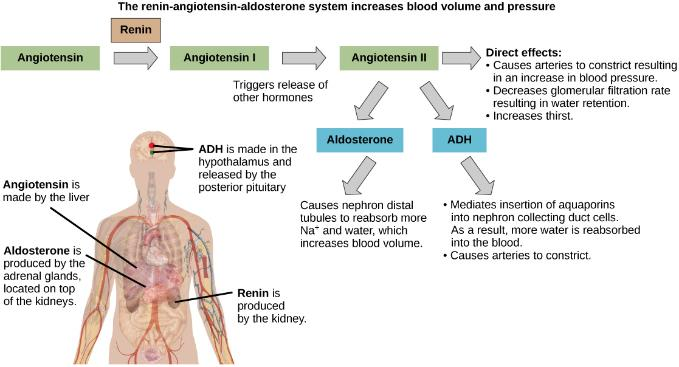 The renin-angiotensin-aldosterone system increases blood volume and pressure
Renin
Angiotensin
Angiotensin I
Angiotensin II
Direct effects:
• Causes arteries to constrict resulting
in an increase in blood pressure.
• Decreases glomerular filtration rate
resulting in water retention.
• Increases thirst.
Triggers release of
other hormones
Aldosterone
ADH
ADH is made in the
hypothalamus and
released by the
posterior pituitary
Angiotensin is
made by the liver
Aldosterone is
produced by the
adrenal glands,
located on top
of the kidneys.
Renin is
produced
by the kidney.
Causes nephron distal
tubules to reabsorb more
Na⁺ and water, which
increases blood volume.
• Mediates insertion of aquaporins
into nephron collecting duct cells.
As a result, more water is reabsorbed
into the blood.
• Causes arteries to constrict.